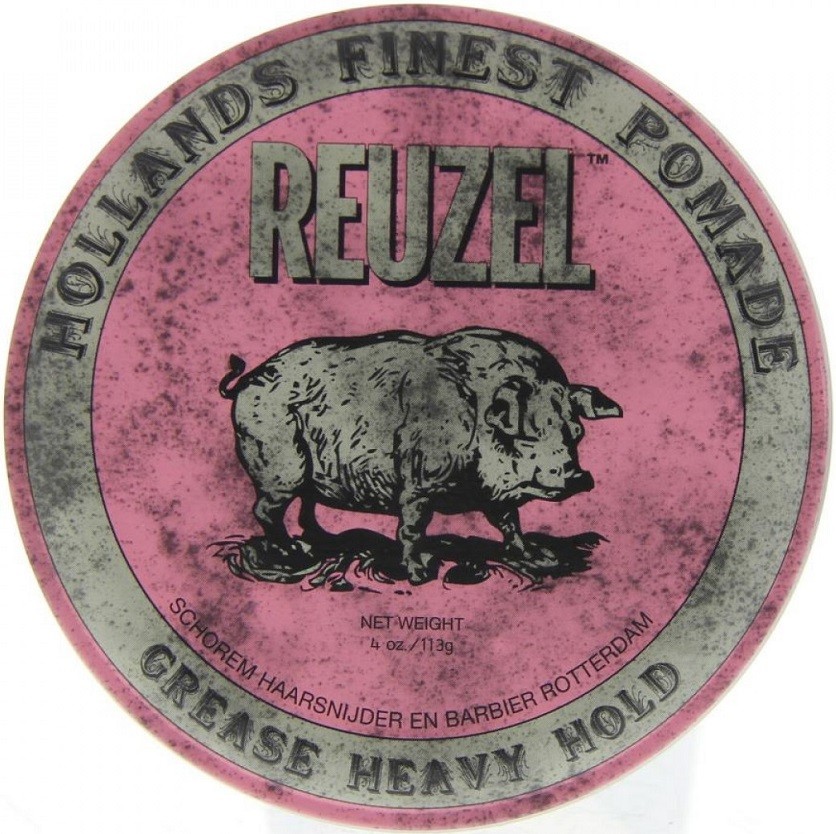 HOLLANDS FINEST POMADE
REUZEL™
NET WEIGHT
4 oz./113g
SCHOREM HAARSNIJDER EN BARBIER ROTTERDAM
GREASE HEAVY HOLD